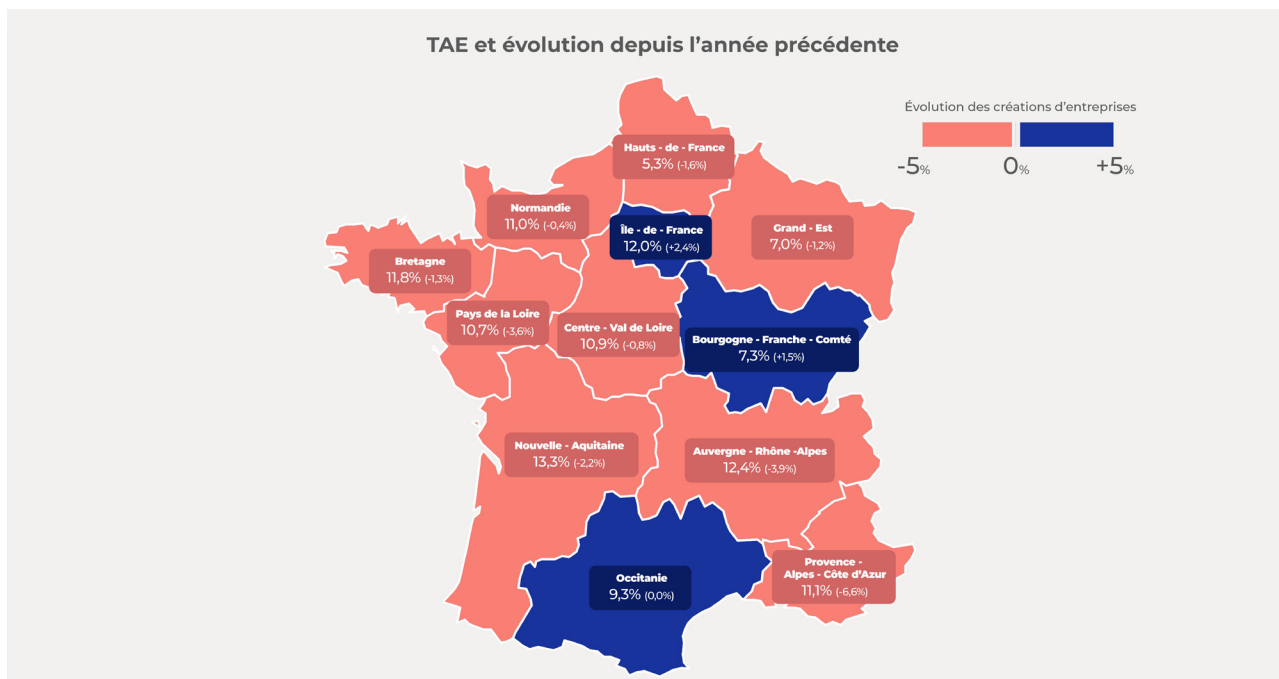 TAE et évolution depuis l’année précédente
Évolution des créations d’entreprises
-5% 0% +5%
Hauts - de - France
5,3% (-1,6%)
Normandie
11,0% (-0,4%)
Île - de - France
12,0% (+2,4%)
Grand - Est
7,0% (-1,2%)
Bretagne
11,8% (-1,3%)
Pays de la Loire
10,7% (-3,6%)
Centre - Val de Loire
10,9% (-0,8%)
Bourgogne - Franche - Comté
7,3% (+1,5%)
Nouvelle - Aquitaine
13,3% (-2,2%)
Auvergne - Rhône -Alpes
12,4% (-3,9%)
Occitanie
9,3% (0,0%)
Provence -
Alpes - Côte d’Azur
11,1% (-6,6%)